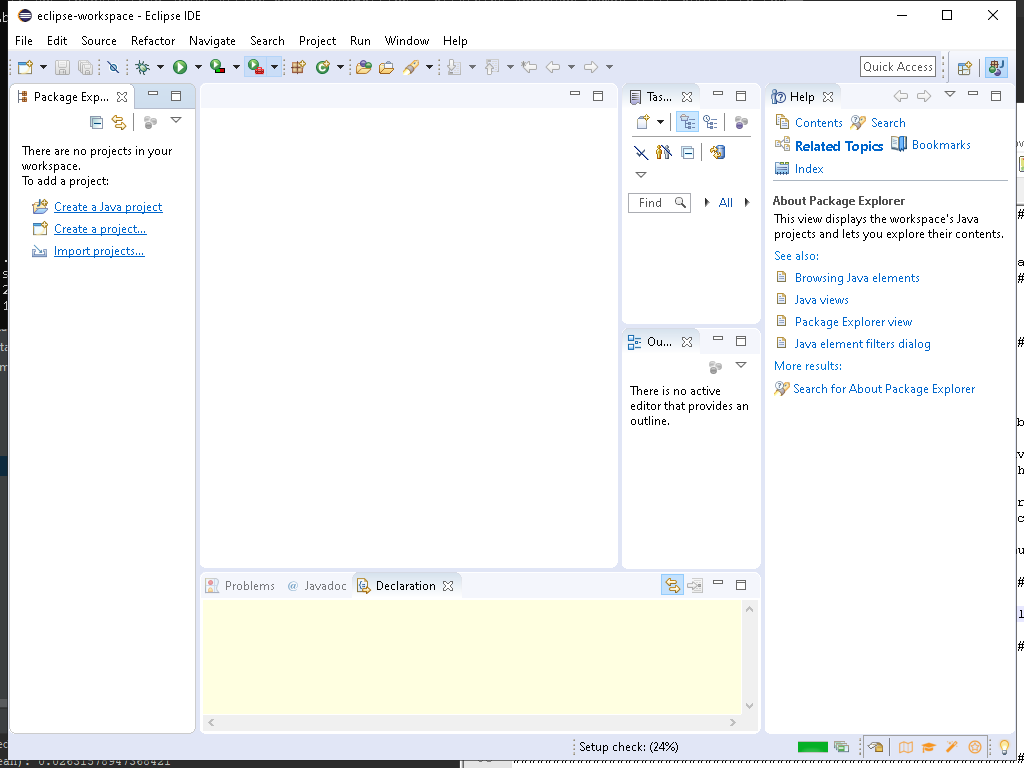 eclipse-workspace - Eclipse IDE
File Edit Source Refactor Navigate Search Project Run Window Help
Quick Access
Package Exp...
There are no projects in your
workspace.
To add a project:
Create a Java project
Create a project...
Import projects...
Tas...
Find
All
Ou...
There is no active
editor that provides an
outline.
Help
Contents Search
Related Topics Bookmarks
Index
About Package Explorer
This view displays the workspace's Java
projects and lets you explore their contents.
See also:
Browsing Java elements
Java views
Package Explorer view
Java element filters dialog
More results:
Search for About Package Explorer
Problems @ Javadoc Declaration
Setup check: (24%)